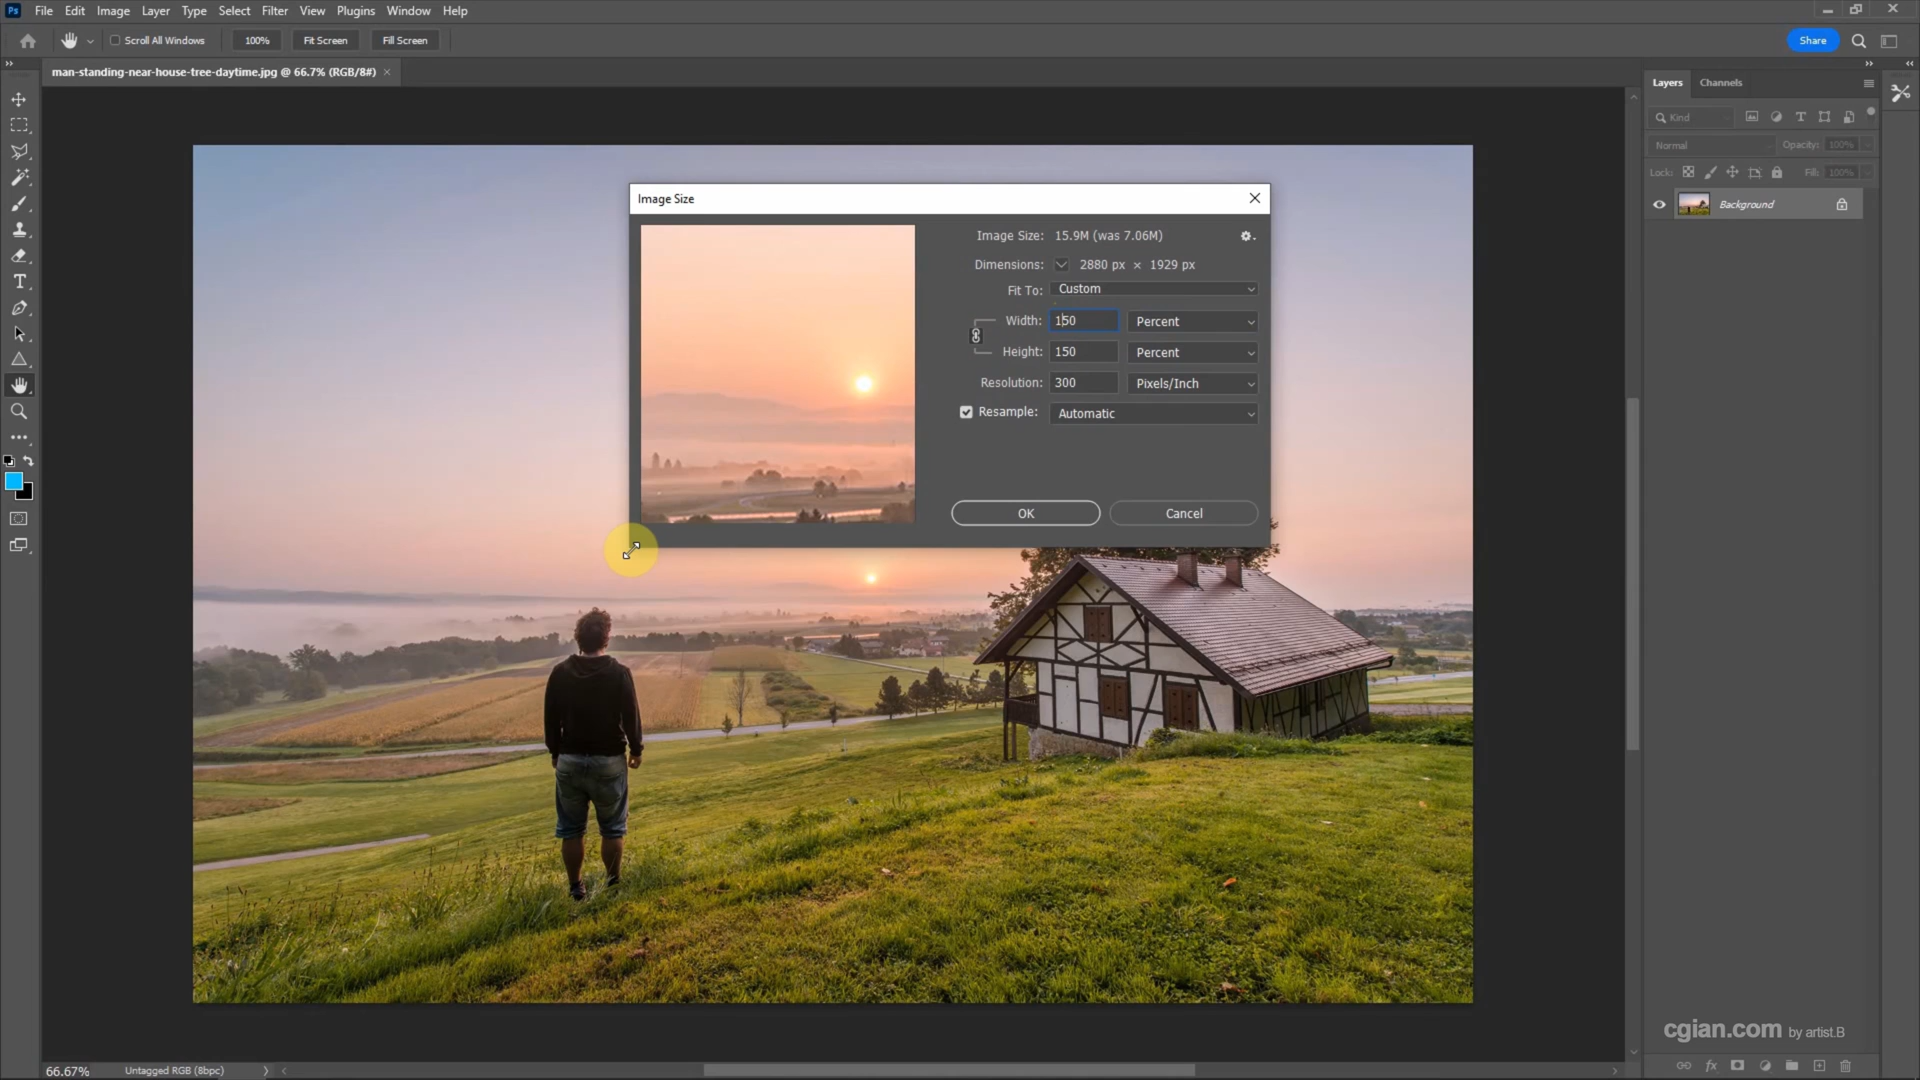 Ps File Edit Image Layer Type Select Filter View Plugins Window Help
Scroll All Windows 100% Fit Screen Fill Screen Share
man-standing-near-house-tree-daytime.jpg @ 66.7% (RGB/8#) ×
Layers Channels
Kind
Normal Opacity: 100%
Lock: Fill: 100%
Background
Image Size
Image Size: 15.9M (was 7.06M)
Dimensions: 2880 px × 1929 px
Fit To: Custom
Width: 150 Percent
Height: 150 Percent
Resolution: 300 Pixels/Inch
Resample: Automatic
OK Cancel
cgian.com by artist.B
66.67% Untagged RGB (8bpc)
fx